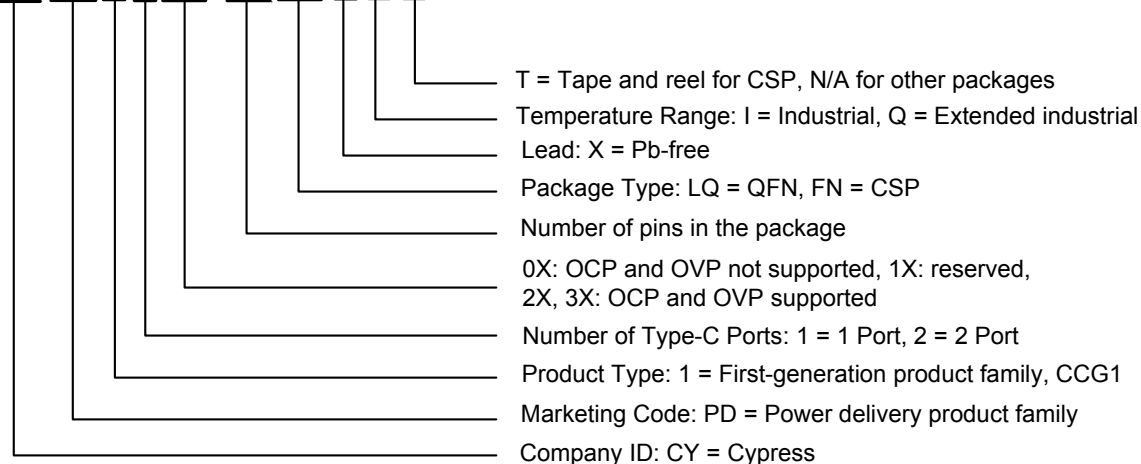 T = Tape and reel for CSP, N/A for other packages
Temperature Range: I = Industrial, Q = Extended industrial
Lead: X = Pb-free
Package Type: LQ = QFN, FN = CSP
Number of pins in the package
0X: OCP and OVP not supported, 1X: reserved,
2X, 3X: OCP and OVP supported
Number of Type-C Ports: 1 = 1 Port, 2 = 2 Port
Product Type: 1 = First-generation product family, CCG1
Marketing Code: PD = Power delivery product family
Company ID: CY = Cypress